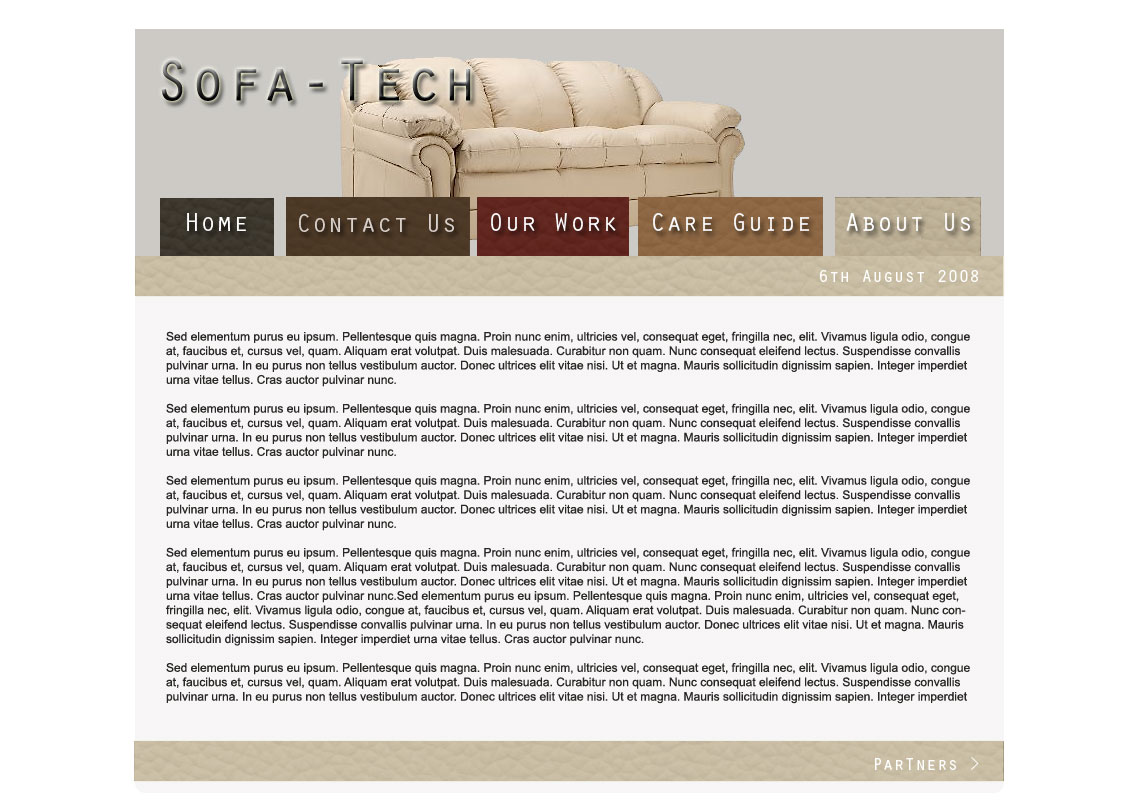 Sofa-Tech
Home
Contact Us
Our Work
Care Guide
About Us
6th August 2008
Sed elementum purus eu ipsum. Pellentesque quis magna. Proin nunc enim, ultricies vel, consequat eget, fringilla nec, elit. Vivamus ligula odio, congue
at, faucibus et, cursus vel, quam. Aliquam erat volutpat. Duis malesuada. Curabitur non quam. Nunc consequat eleifend lectus. Suspendisse convallis
pulvinar urna. In eu purus non tellus vestibulum auctor. Donec ultrices elit vitae nisi. Ut et magna. Mauris sollicitudin dignissim sapien. Integer imperdiet
urna vitae tellus. Cras auctor pulvinar nunc.
Sed elementum purus eu ipsum. Pellentesque quis magna. Proin nunc enim, ultricies vel, consequat eget, fringilla nec, elit. Vivamus ligula odio, congue
at, faucibus et, cursus vel, quam. Aliquam erat volutpat. Duis malesuada. Curabitur non quam. Nunc consequat eleifend lectus. Suspendisse convallis
pulvinar urna. In eu purus non tellus vestibulum auctor. Donec ultrices elit vitae nisi. Ut et magna. Mauris sollicitudin dignissim sapien. Integer imperdiet
urna vitae tellus. Cras auctor pulvinar nunc.
Sed elementum purus eu ipsum. Pellentesque quis magna. Proin nunc enim, ultricies vel, consequat eget, fringilla nec, elit. Vivamus ligula odio, congue
at, faucibus et, cursus vel, quam. Aliquam erat volutpat. Duis malesuada. Curabitur non quam. Nunc consequat eleifend lectus. Suspendisse convallis
pulvinar urna. In eu purus non tellus vestibulum auctor. Donec ultrices elit vitae nisi. Ut et magna. Mauris sollicitudin dignissim sapien. Integer imperdiet
urna vitae tellus. Cras auctor pulvinar nunc.
Sed elementum purus eu ipsum. Pellentesque quis magna. Proin nunc enim, ultricies vel, consequat eget, fringilla nec, elit. Vivamus ligula odio, congue
at, faucibus et, cursus vel, quam. Aliquam erat volutpat. Duis malesuada. Curabitur non quam. Nunc consequat eleifend lectus. Suspendisse convallis
pulvinar urna. In eu purus non tellus vestibulum auctor. Donec ultrices elit vitae nisi. Ut et magna. Mauris sollicitudin dignissim sapien. Integer imperdiet
urna vitae tellus. Cras auctor pulvinar nunc.Sed elementum purus eu ipsum. Pellentesque quis magna. Proin nunc enim, ultricies vel, consequat eget,
fringilla nec, elit. Vivamus ligula odio, congue at, faucibus et, cursus vel, quam. Aliquam erat volutpat. Duis malesuada. Curabitur non quam. Nunc con-
sequat eleifend lectus. Suspendisse convallis pulvinar urna. In eu purus non tellus vestibulum auctor. Donec ultrices elit vitae nisi. Ut et magna. Mauris
sollicitudin dignissim sapien. Integer imperdiet urna vitae tellus. Cras auctor pulvinar nunc.
Sed elementum purus eu ipsum. Pellentesque quis magna. Proin nunc enim, ultricies vel, consequat eget, fringilla nec, elit. Vivamus ligula odio, congue
at, faucibus et, cursus vel, quam. Aliquam erat volutpat. Duis malesuada. Curabitur non quam. Nunc consequat eleifend lectus. Suspendisse convallis
pulvinar urna. In eu purus non tellus vestibulum auctor. Donec ultrices elit vitae nisi. Ut et magna. Mauris sollicitudin dignissim sapien. Integer imperdiet
ParTners >